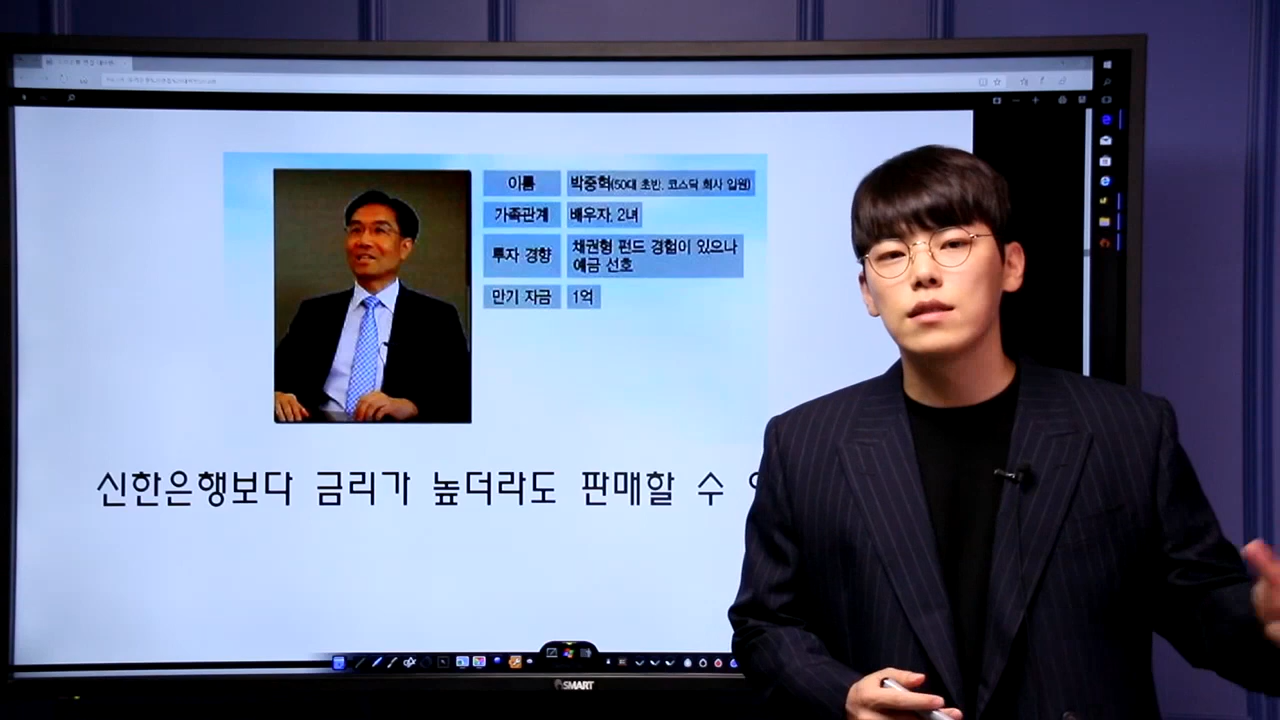 이름
박중혁(50대 초반, 코스닥 회사 임원)
가족관계
배우자, 2녀
투자 경향
채권형 펀드 경험이 있으나
예금 선호
만기 자금
1억
신한은행보다 금리가 높더라도 판매할 수
SMART